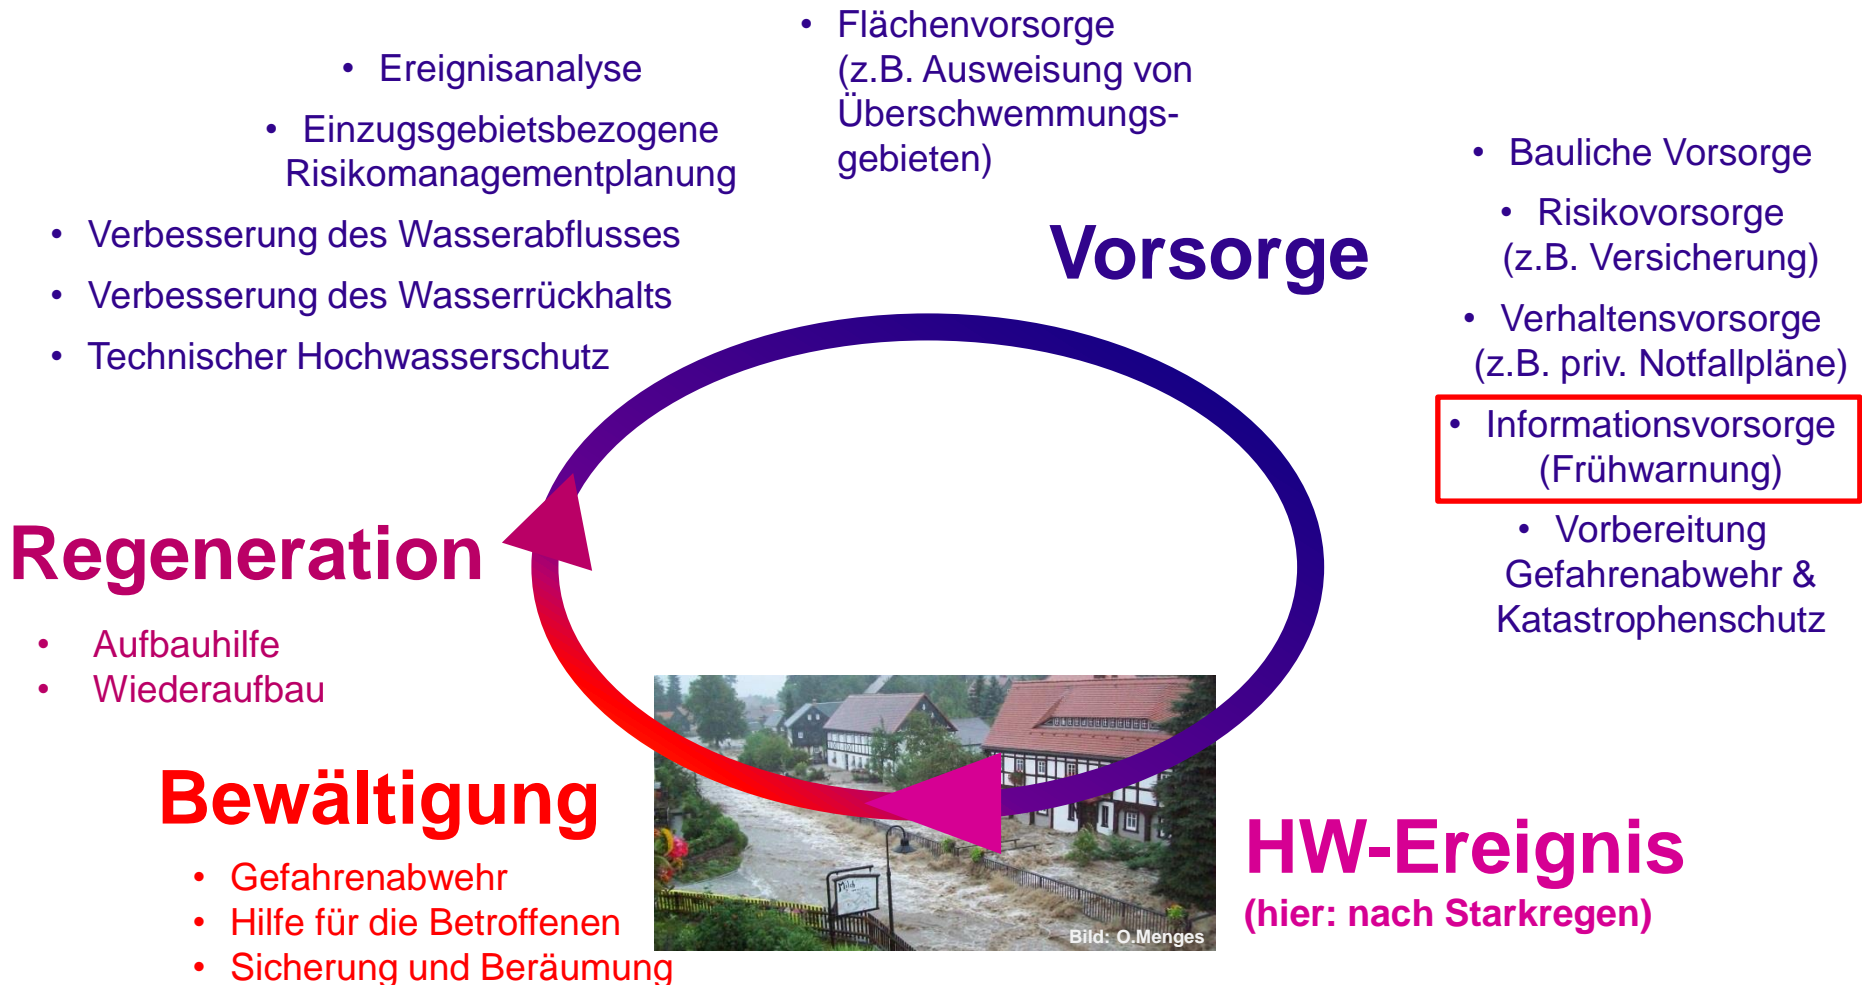 • Flächenvorsorge
(z.B. Ausweisung von
Überschwemmungs-
gebieten)
• Ereignisanalyse
• Einzugsgebietsbezogene
Risikomanagementplanung
• Verbesserung des Wasserabflusses
• Verbesserung des Wasserrückhalts
• Technischer Hochwasserschutz
Vorsorge
• Bauliche Vorsorge
• Risikovorsorge
(z.B. Versicherung)
• Verhaltensvorsorge
(z.B. priv. Notfallpläne)
• Informationsvorsorge
(Frühwarnung)
• Vorbereitung
Gefahrenabwehr &
Katastrophenschutz
Regeneration
• Aufbauhilfe
• Wiederaufbau
Bewältigung
• Gefahrenabwehr
• Hilfe für die Betroffenen
• Sicherung und Beräumung
Milch
Bild: O.Menges
HW-Ereignis
(hier: nach Starkregen)